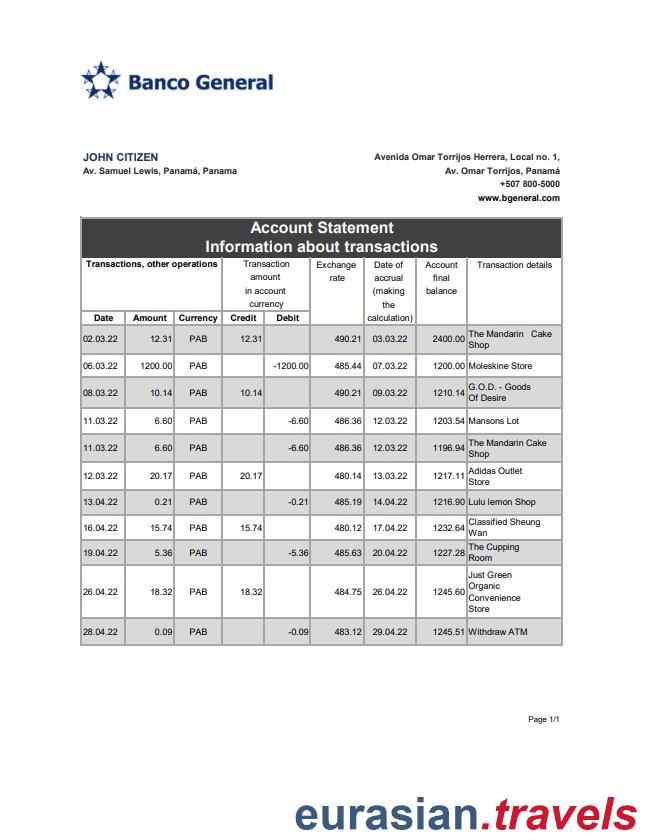 Banco General
JOHN CITIZEN
Av. Samuel Lewis, Panamá, Panama
Avenida Omar Torrijos Herrera, Local no. 1,
Av. Omar Torrijos, Panamá
+507 800-5000
www.bgeneral.com
Account Statement
Information about transactions
Transactions, other operations
Transaction
amount
in account
currency
Exchange
rate
Date of
accrual
(making
the
calculation)
Account
final
balance
Transaction details
Date Amount Currency Credit Debit
02.03.22 12.31 PAB 12.31 490.21 03.03.22 2400.00 The Mandarin Cake
Shop
06.03.22 1200.00 PAB -1200.00 485.44 07.03.22 1200.00 Moleskine Store
08.03.22 10.14 PAB 10.14 490.21 09.03.22 1210.14 G.O.D. - Goods
Of Desire
11.03.22 6.60 PAB -6.60 486.36 12.03.22 1203.54 Mansons Lot
11.03.22 6.60 PAB -6.60 486.36 12.03.22 1196.94 The Mandarin Cake
Shop
12.03.22 20.17 PAB 20.17 480.14 13.03.22 1217.11 Adidas Outlet
Store
13.04.22 0.21 PAB -0.21 485.19 14.04.22 1216.90 Lulu lemon Shop
16.04.22 15.74 PAB 15.74 480.12 17.04.22 1232.64 Classified Sheung
Wan
19.04.22 5.36 PAB -5.36 485.63 20.04.22 1227.28 The Cupping
Room
26.04.22 18.32 PAB 18.32 484.75 26.04.22 1245.60 Just Green
Organic
Convenience
Store
28.04.22 0.09 PAB -0.09 483.12 29.04.22 1245.51 Withdraw ATM
Page 1/1
eurasian.travels